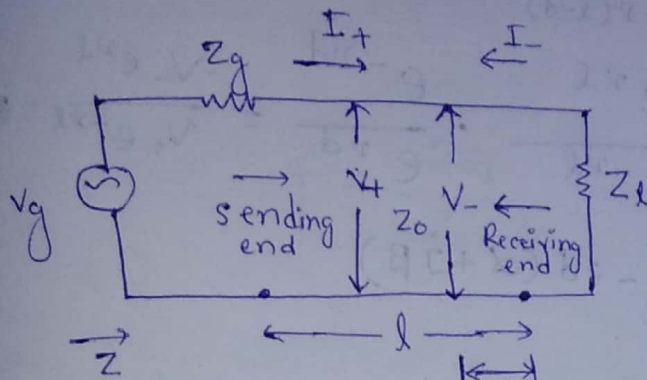 I+ I-
Zg
Vg
Sending
end
V+
Z0
V-
Receiving
end
Zl
Z
l